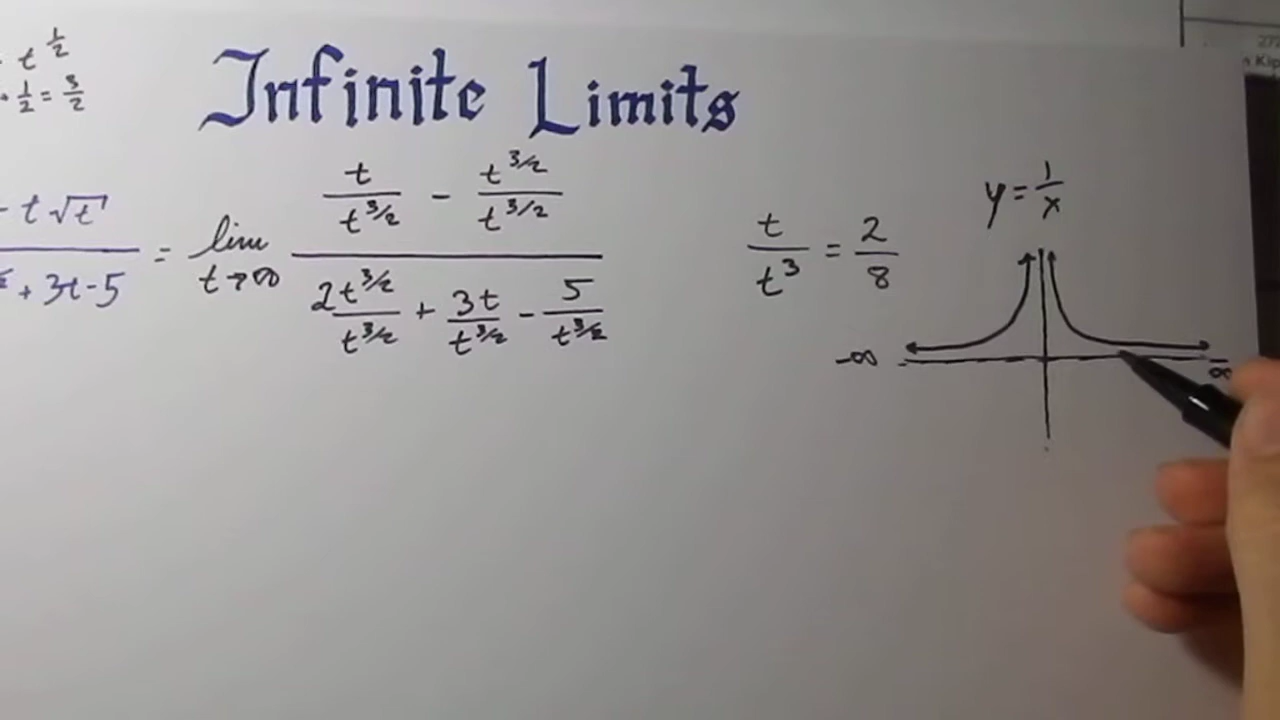 t^{1/2}
+ 1/2 = 3/2
Infinite Limits
- t√t / + 3t - 5 = lim t→∞ (t/t^{3/2} - t^{3/2}/t^{3/2}) / (2t^{3/2}/t^{3/2} + 3t/t^{3/2} - 5/t^{3/2})
t/t^3 = 2/8
y = 1/x
-∞
∞